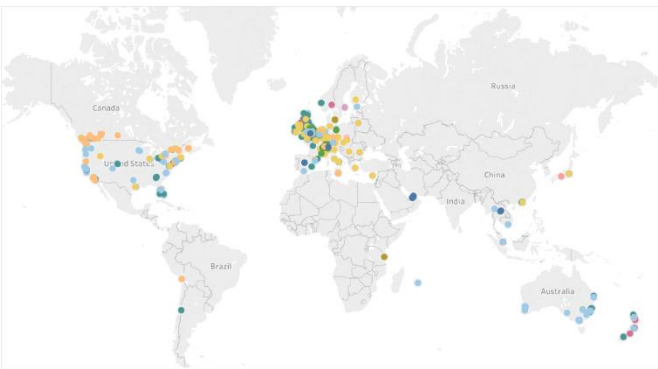 Russia
Canada
United States
China
India
Brazil
Australia